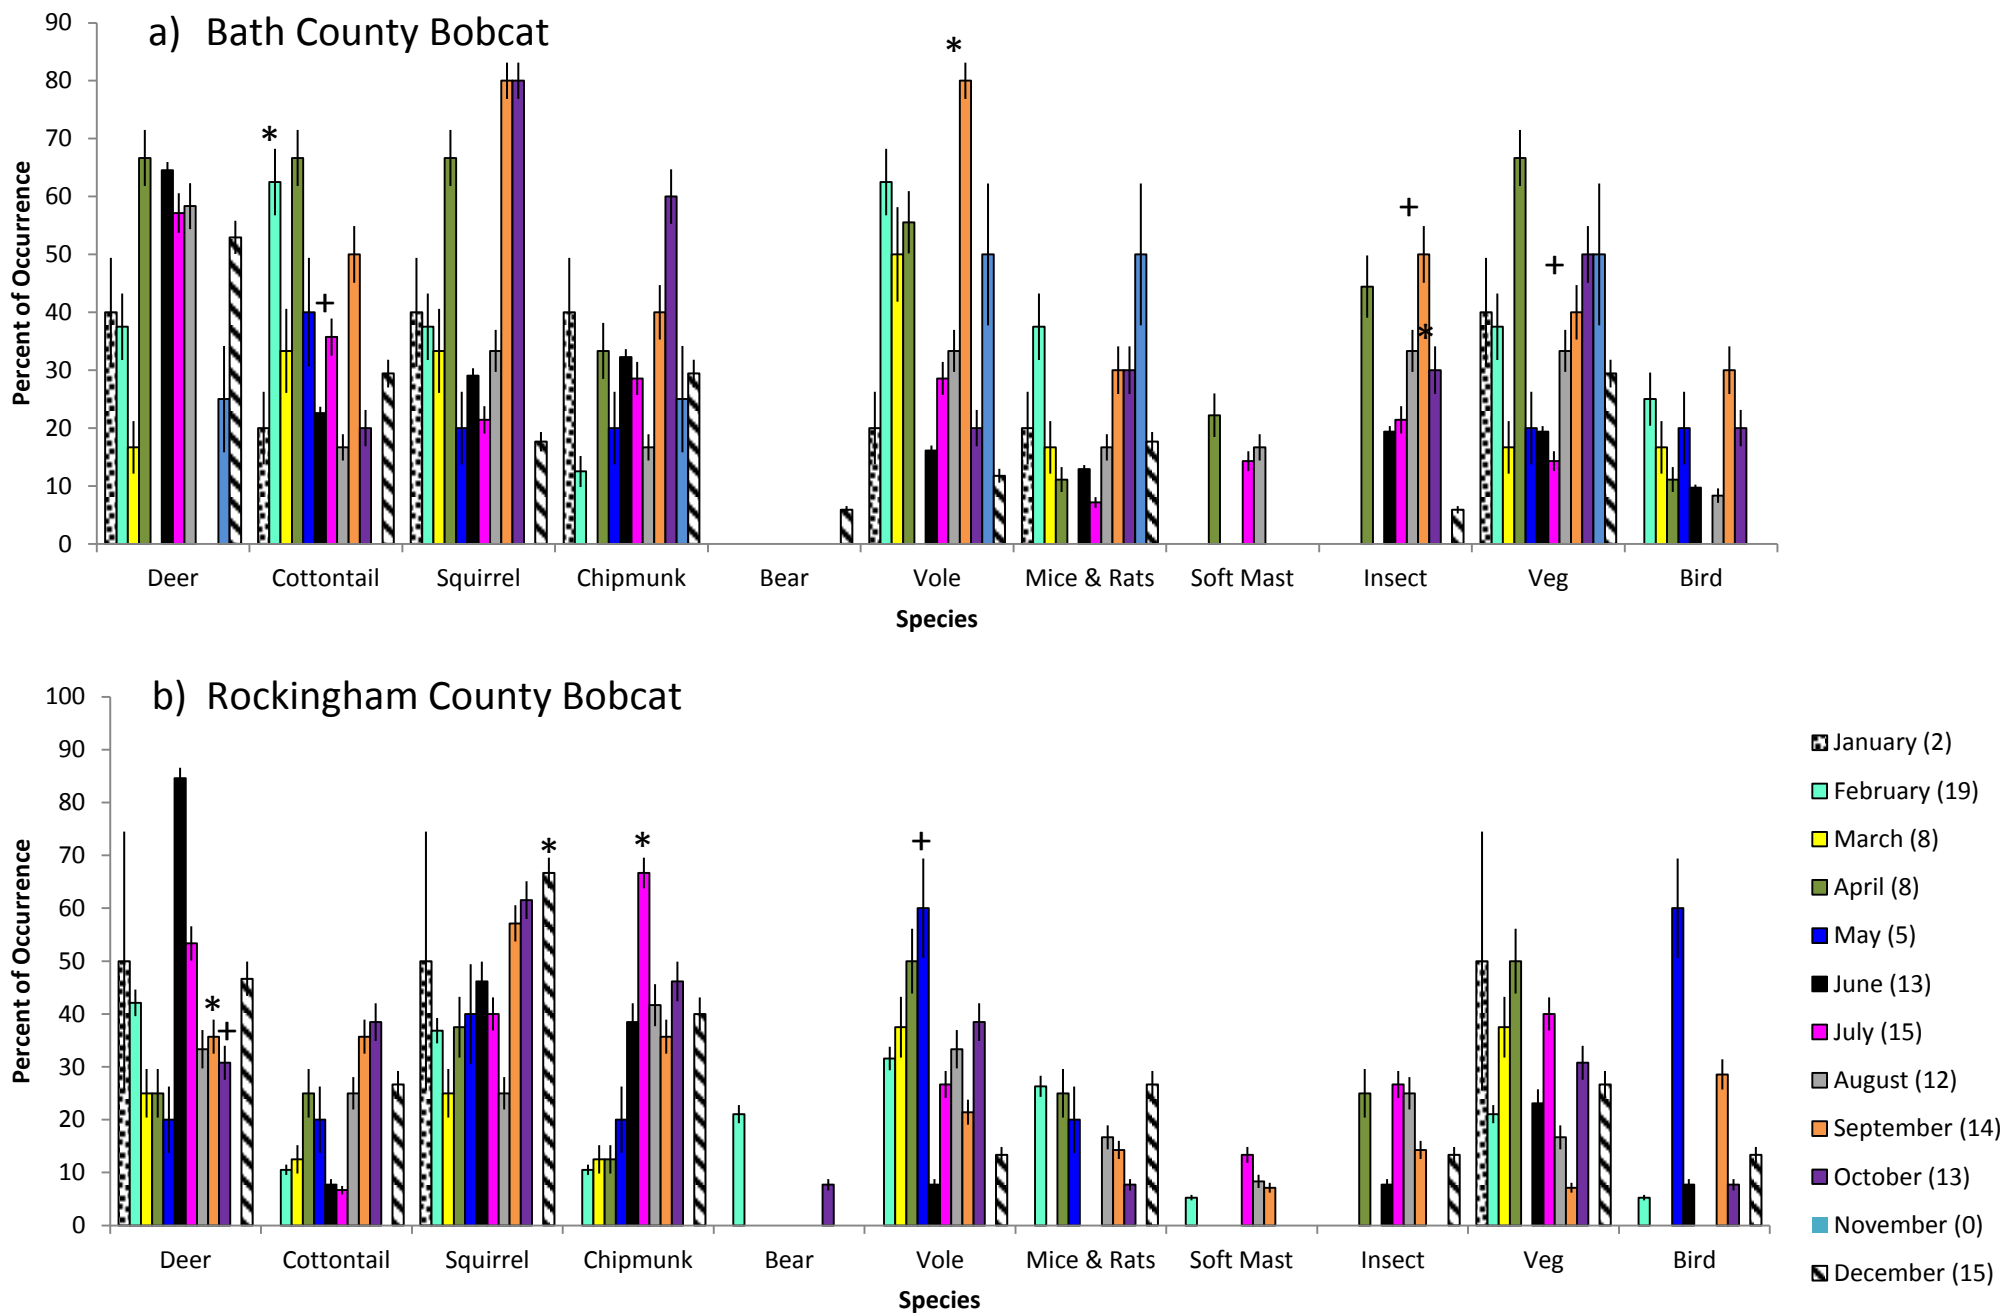 a) Bath County Bobcat
90
80
70
60
50
40
30
20
10
0
Percent of Occurrence
* + * + * +
Deer Cottontail Squirrel Chipmunk Bear Vole Mice & Rats Soft Mast Insect Veg Bird
Species
b) Rockingham County Bobcat
100
90
80
70
60
50
40
30
20
10
0
Percent of Occurrence
* + * * +
Deer Cottontail Squirrel Chipmunk Bear Vole Mice & Rats Soft Mast Insect Veg Bird
Species
January (2)
February (19)
March (8)
April (8)
May (5)
June (13)
July (15)
August (12)
September (14)
October (13)
November (0)
December (15)